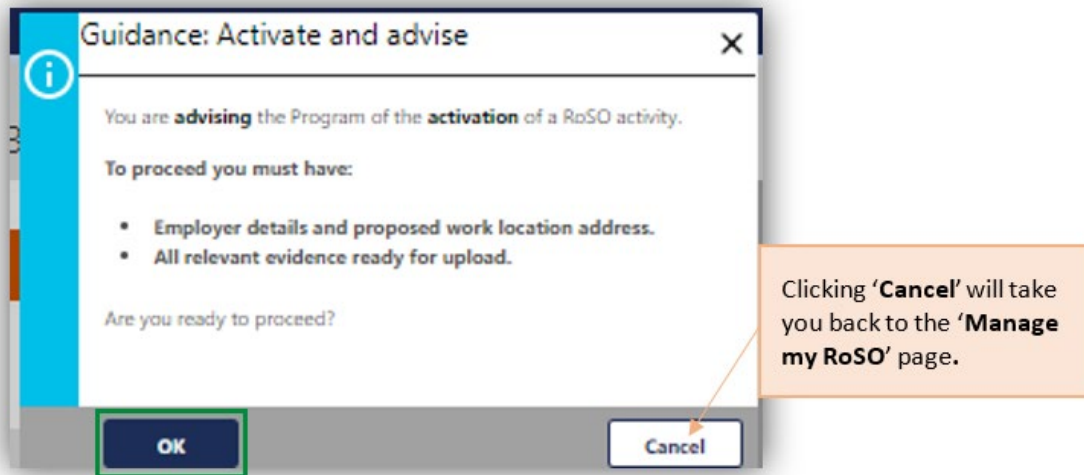 Guidance: Activate and advise
You are advising the Program of the activation of a RoSO activity.
To proceed you must have:
• Employer details and proposed work location address.
• All relevant evidence ready for upload.
Are you ready to proceed?
OK
Cancel
Clicking ‘Cancel’ will take
you back to the ‘Manage
my RoSO’ page.